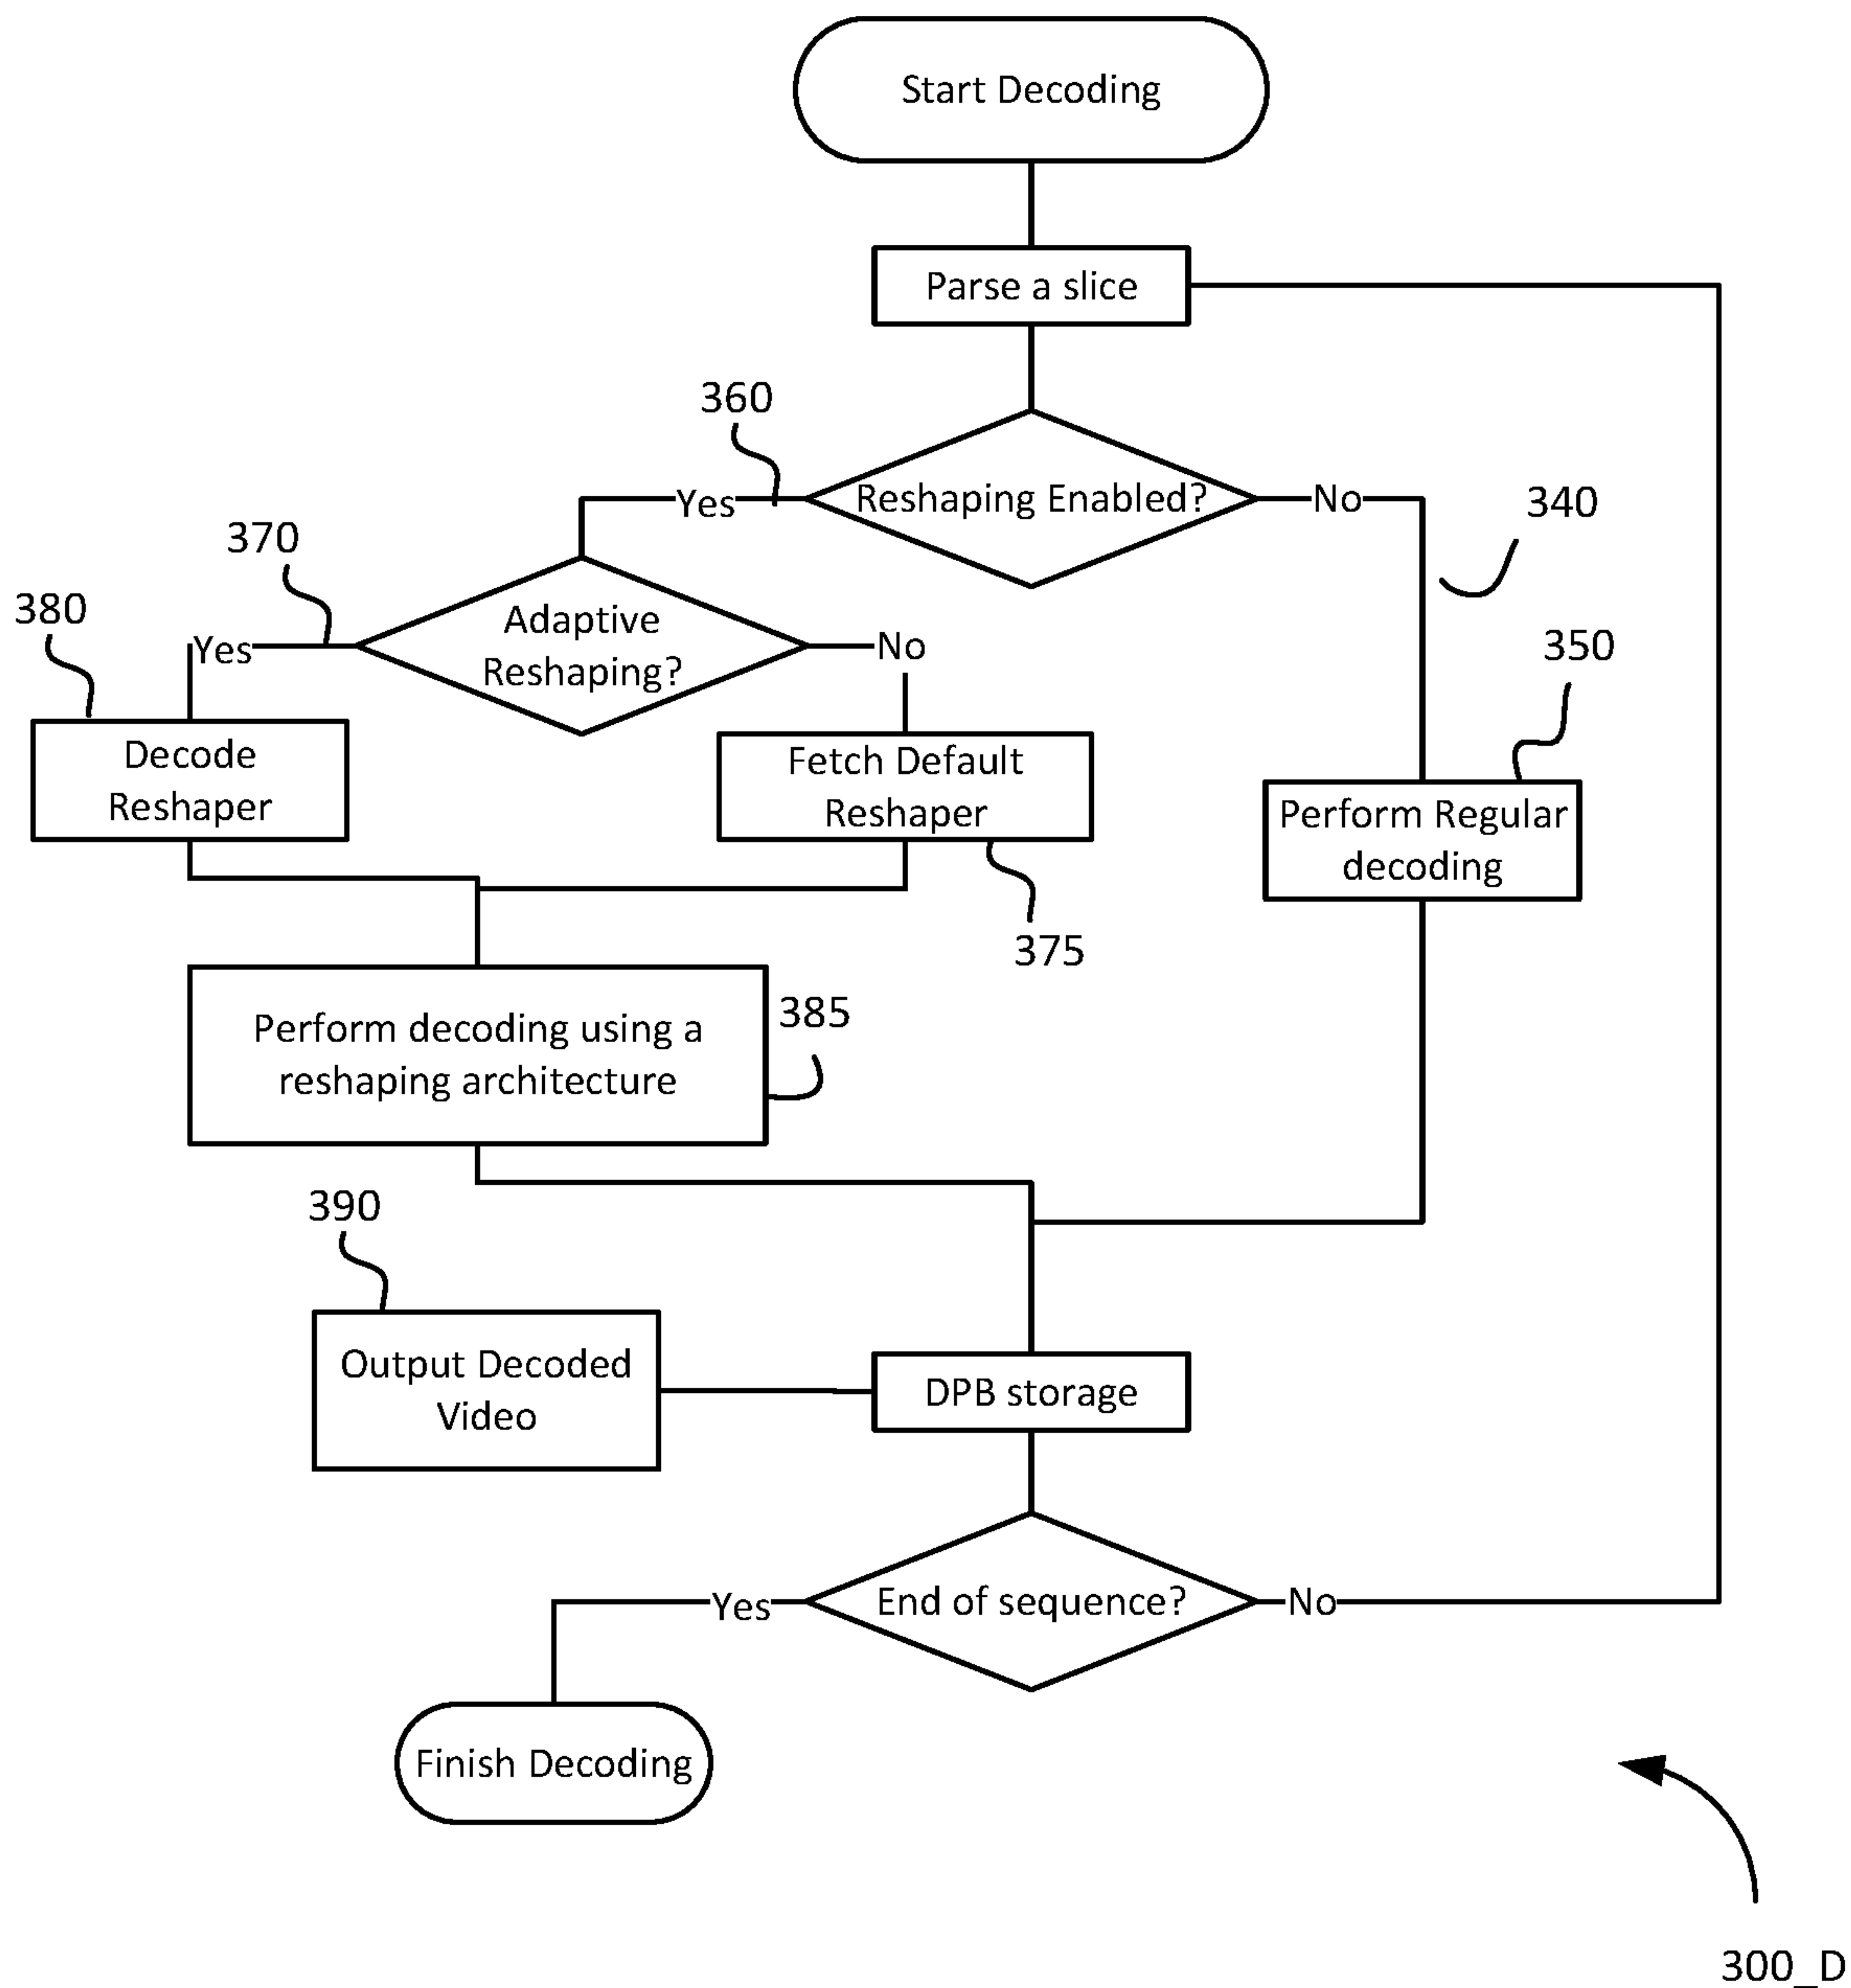 Start Decoding
Parse a slice
360
Yes
Reshaping Enabled?
No
340
370
380
Yes
Adaptive
Reshaping?
No
350
Decode
Reshaper
Fetch Default
Reshaper
Perform Regular
decoding
375
Perform decoding using a
reshaping architecture
385
390
Output Decoded
Video
DPB storage
Yes
End of sequence?
No
Finish Decoding
300_D